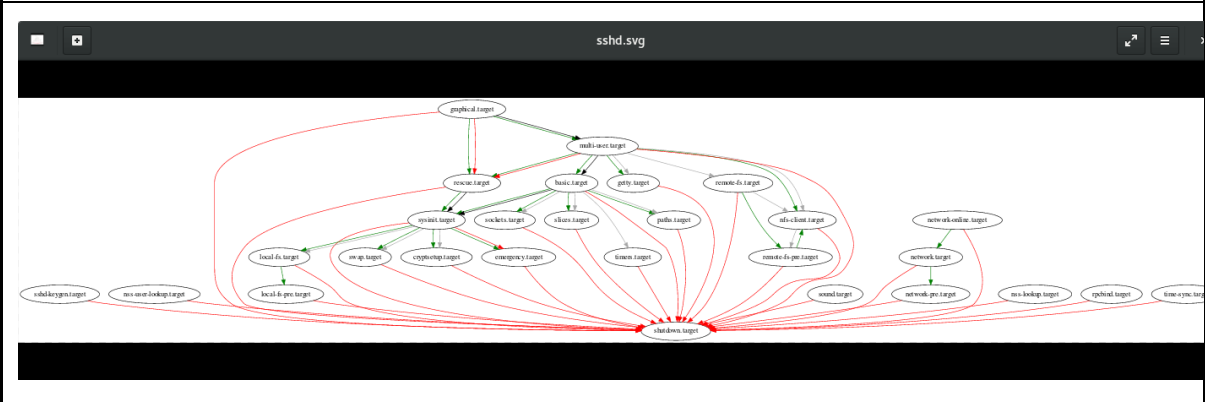 sshd.svg
graphical.target
multi-user.target
rescue.target
basic.target
getty.target
remote-fs.target
sysinit.target
sockets.target
slices.target
paths.target
nfs-client.target
network-online.target
local-fs.target
swap.target
cryptsetup.target
emergency.target
timers.target
remote-fs-pre.target
network.target
sshd-keygen.target
nss-user-lookup.target
local-fs-pre.target
sound.target
network-pre.target
nss-lookup.target
rpcbind.target
time-sync.targ
shutdown.target